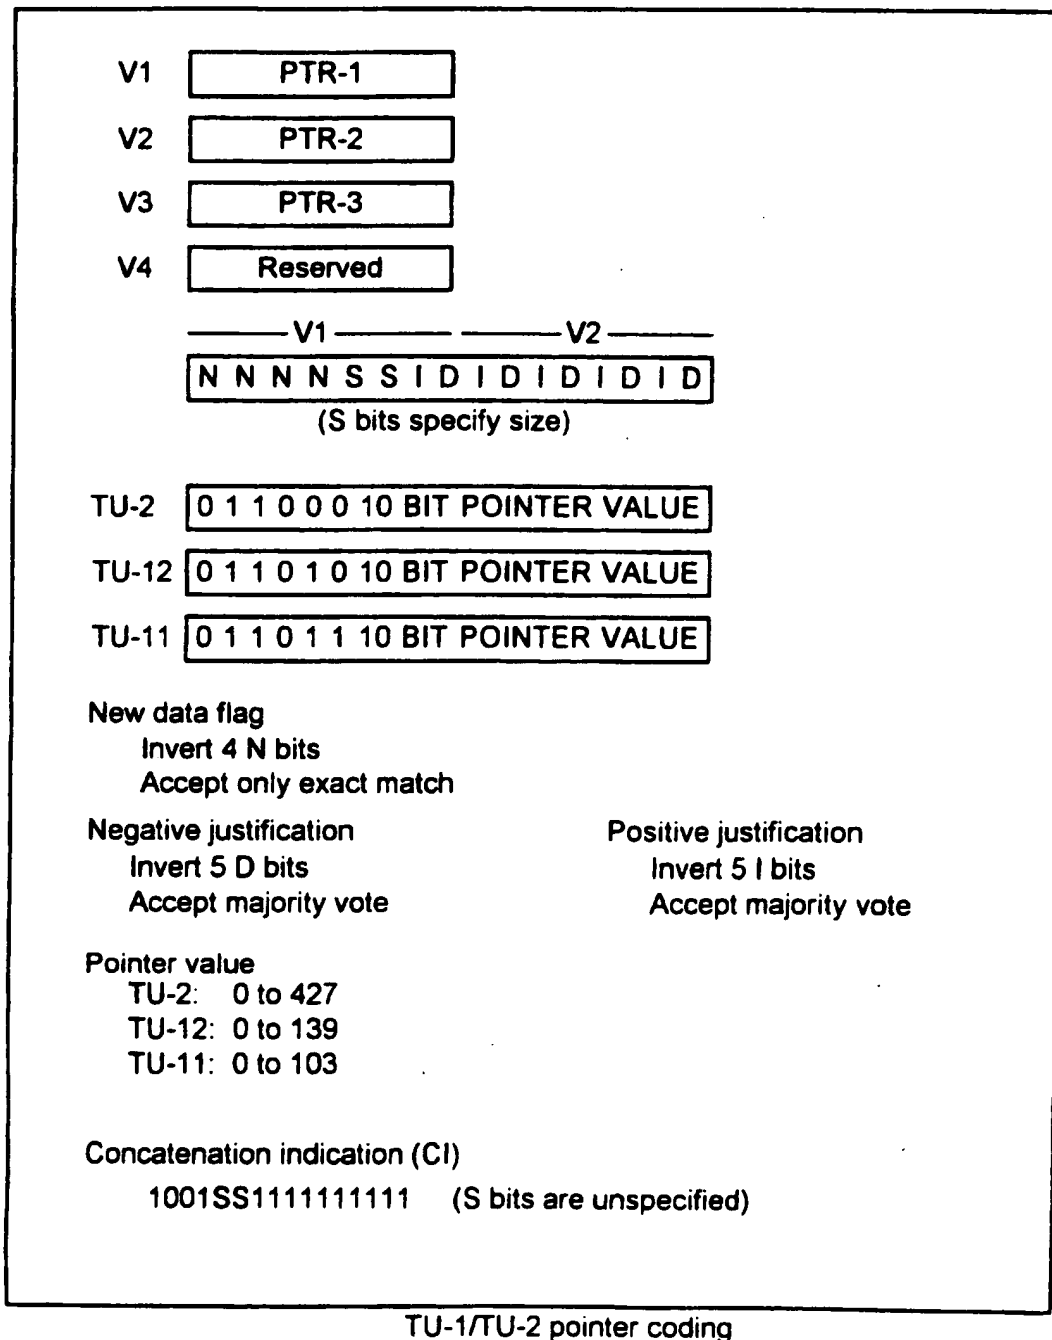 V1 PTR-1
V2 PTR-2
V3 PTR-3
V4 Reserved
V1 V2
N N N N S S I D I D I D I D I D
(S bits specify size)
TU-2 0 1 1 0 0 0 10 BIT POINTER VALUE
TU-12 0 1 1 0 1 0 10 BIT POINTER VALUE
TU-11 0 1 1 0 1 1 10 BIT POINTER VALUE
New data flag
Invert 4 N bits
Accept only exact match
Negative justification Positive justification
Invert 5 D bits Invert 5 I bits
Accept majority vote Accept majority vote
Pointer value
TU-2: 0 to 427
TU-12: 0 to 139
TU-11: 0 to 103
Concatenation indication (CI)
1001SS1111111111 (S bits are unspecified)
TU-1/TU-2 pointer coding